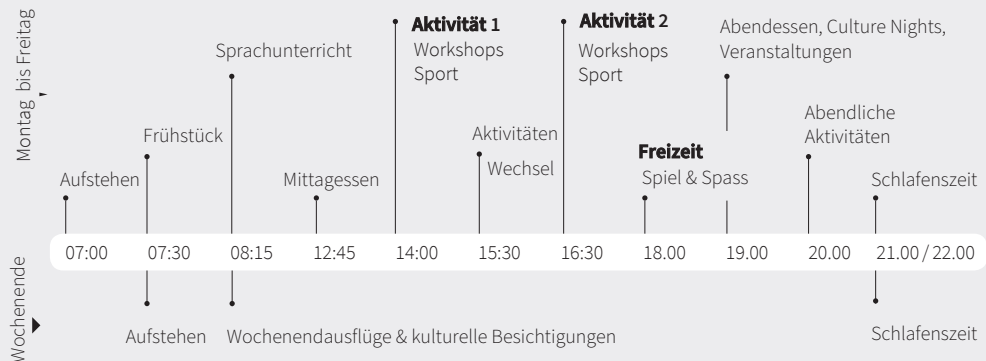 Montag bis Freitag
Aktivität 1
Workshops
Sport
Aktivität 2
Workshops
Sport
Abendessen, Culture Nights,
Veranstaltungen
Sprachunterricht
Frühstück
Aktivitäten
Wechsel
Abendliche
Aktivitäten
Freizeit
Spiel & Spass
Aufstehen
Mittagessen
Schlafenszeit
07:00 07:30 08:15 12:45 14:00 15:30 16:30 18.00 19.00 20.00 21.00 / 22.00
Wochenende
Aufstehen
Wochenendausflüge & kulturelle Besichtigungen
Schlafenszeit